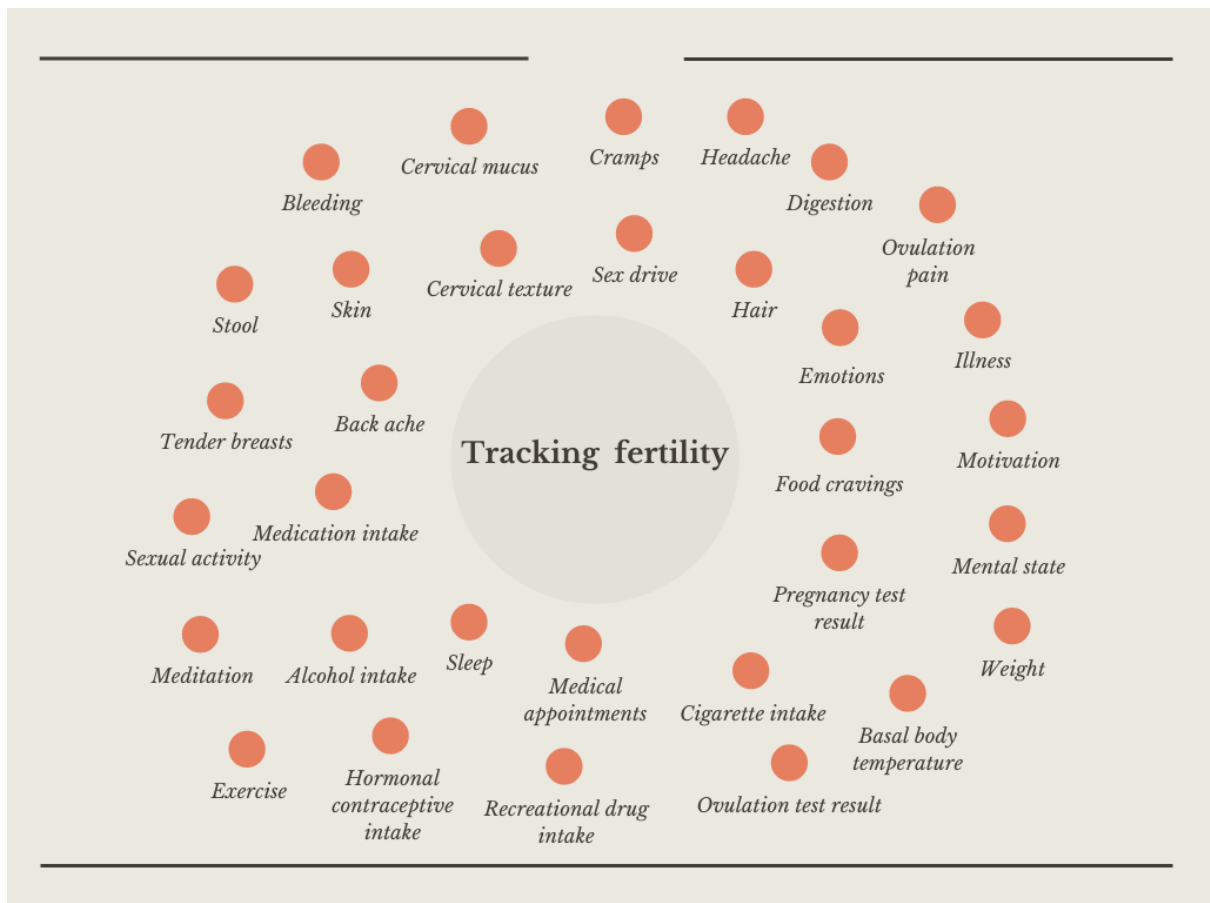 Cramps
Headache
Cervical mucus
Digestion
Bleeding
Ovulation
pain
Sex drive
Cervical texture
Hair
Skin
Stool
Illness
Emotions
Back ache
Tender breasts
Tracking fertility
Motivation
Food cravings
Medication intake
Sexual activity
Mental state
Pregnancy test
result
Sleep
Weight
Meditation
Alcohol intake
Medical
appointments
Cigarette intake
Basal body
temperature
Exercise
Hormonal
contraceptive
intake
Recreational drug
intake
Ovulation test result